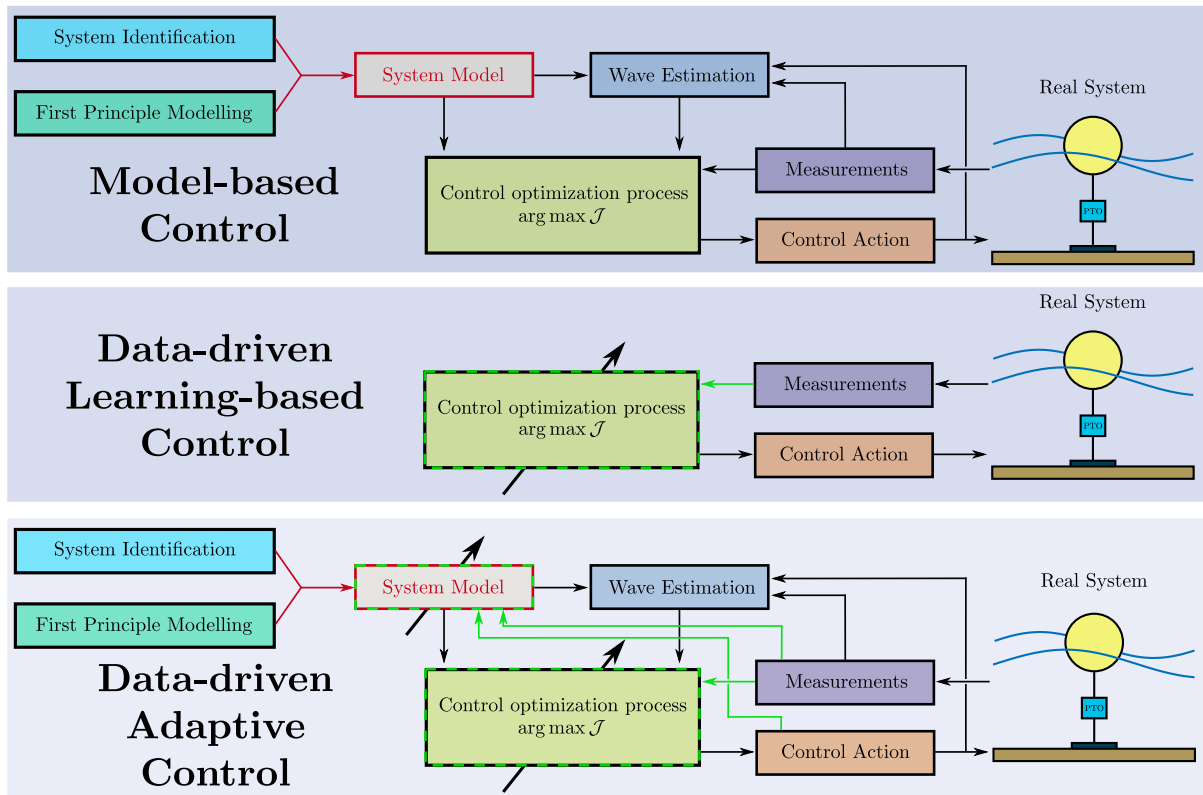 System Identification
First Principle Modelling
System Model
Wave Estimation
Real System
Model-based
Control
Control optimization process
arg max 𝒥
Measurements
Control Action
PTO
Data-driven
Learning-based
Control
Control optimization process
arg max 𝒥
Measurements
Control Action
Real System
PTO
System Identification
First Principle Modelling
System Model
Wave Estimation
Real System
Data-driven
Adaptive
Control
Control optimization process
arg max 𝒥
Measurements
Control Action
PTO